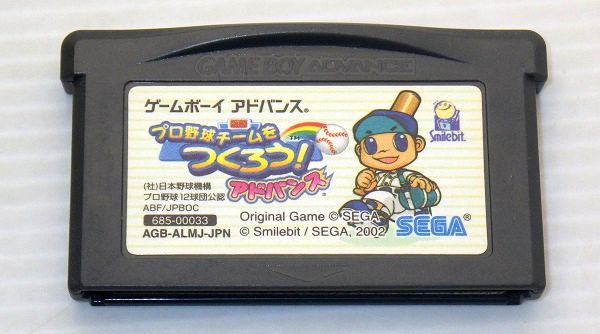 GAME BOY ADVANCE
ゲームボーイ アドバンス®
Smilebit®
プロ野球チームを
つくろう!
アドバンス
(社)日本野球機構
プロ野球12球団公認
ABF/JPBOC
685-00033
AGB-ALMJ-JPN
Original Game © SEGA
© Smilebit / SEGA, 2002
SEGA®